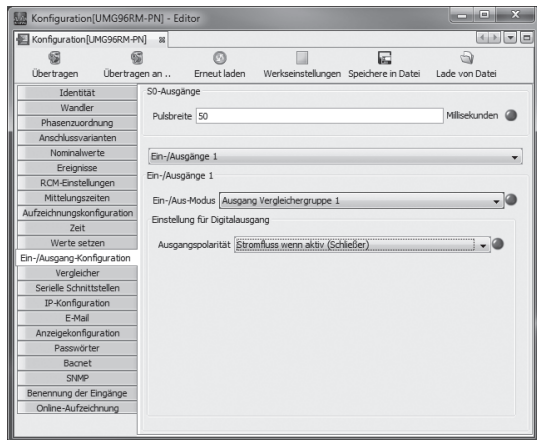 Konfiguration[UMG96RM-PN] - Editor
Konfiguration[UMG96RM-PN]
Übertragen Übertragen an .. Erneut laden Werkseinstellungen Speichere in Datei Lade von Datei
Identität
Wandler
Phasenzuordnung
Anschlussvarianten
Nominalwerte
Ereignisse
RCM-Einstellungen
Mittelungszeiten
Aufzeichnungskonfiguration
Zeit
Werte setzen
Ein-/Ausgang-Konfiguration
Vergleicher
Serielle Schnittstellen
IP-Konfiguration
E-Mail
Anzeigekonfiguration
Passwörter
Bacnet
SNMP
Benennung der Eingänge
Online-Aufzeichnung
S0-Ausgänge
Pulsbreite 50 Millisekunden
Ein-/Ausgänge 1
Ein-/Ausgänge 1
Ein-/Aus-Modus Ausgang Vergleichergruppe 1
Einstellung für Digitalausgang
Ausgangspolarität Stromfluss wenn aktiv (Schließer)